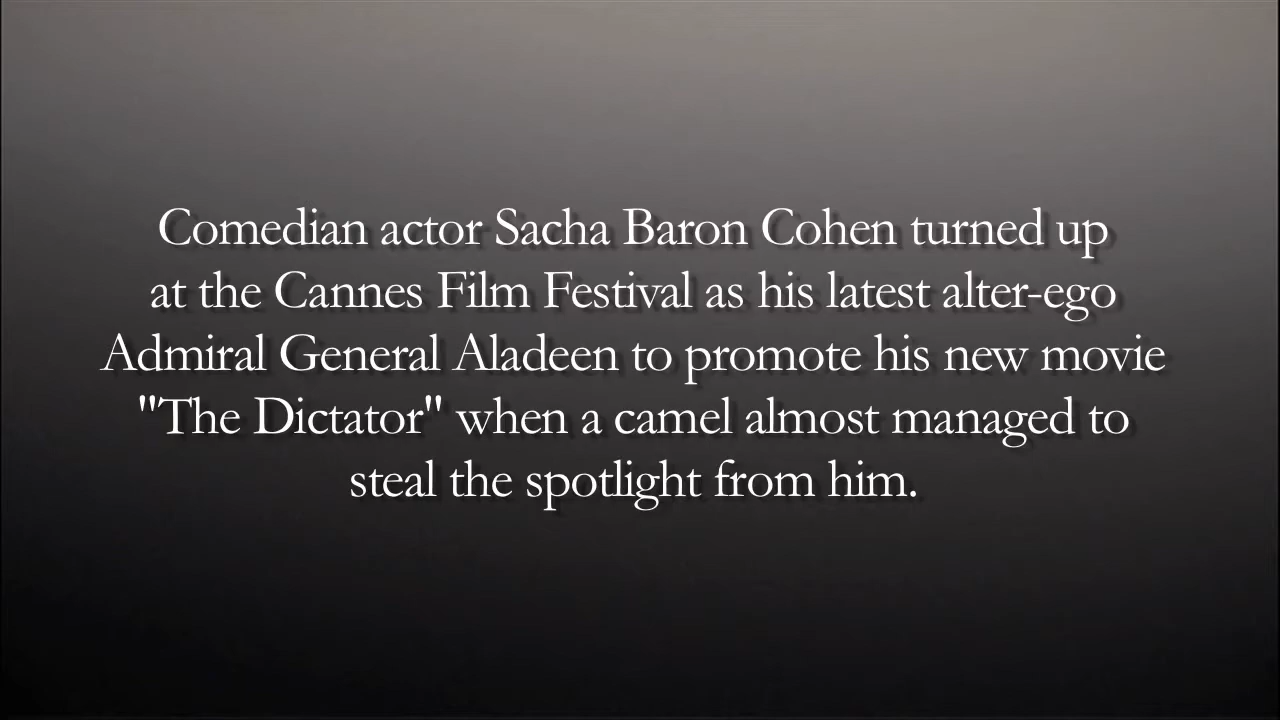 Comedian actor Sacha Baron Cohen turned up
at the Cannes Film Festival as his latest alter-ego
Admiral General Aladeen to promote his new movie
"The Dictator" when a camel almost managed to
steal the spotlight from him.